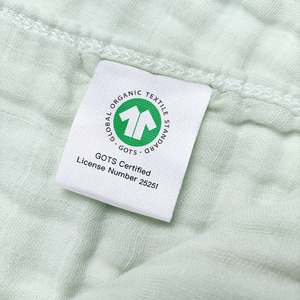 GLOBAL ORGANIC TEXTILE STANDARD
· GOTS ·
GOTS Certified
License Number 25251